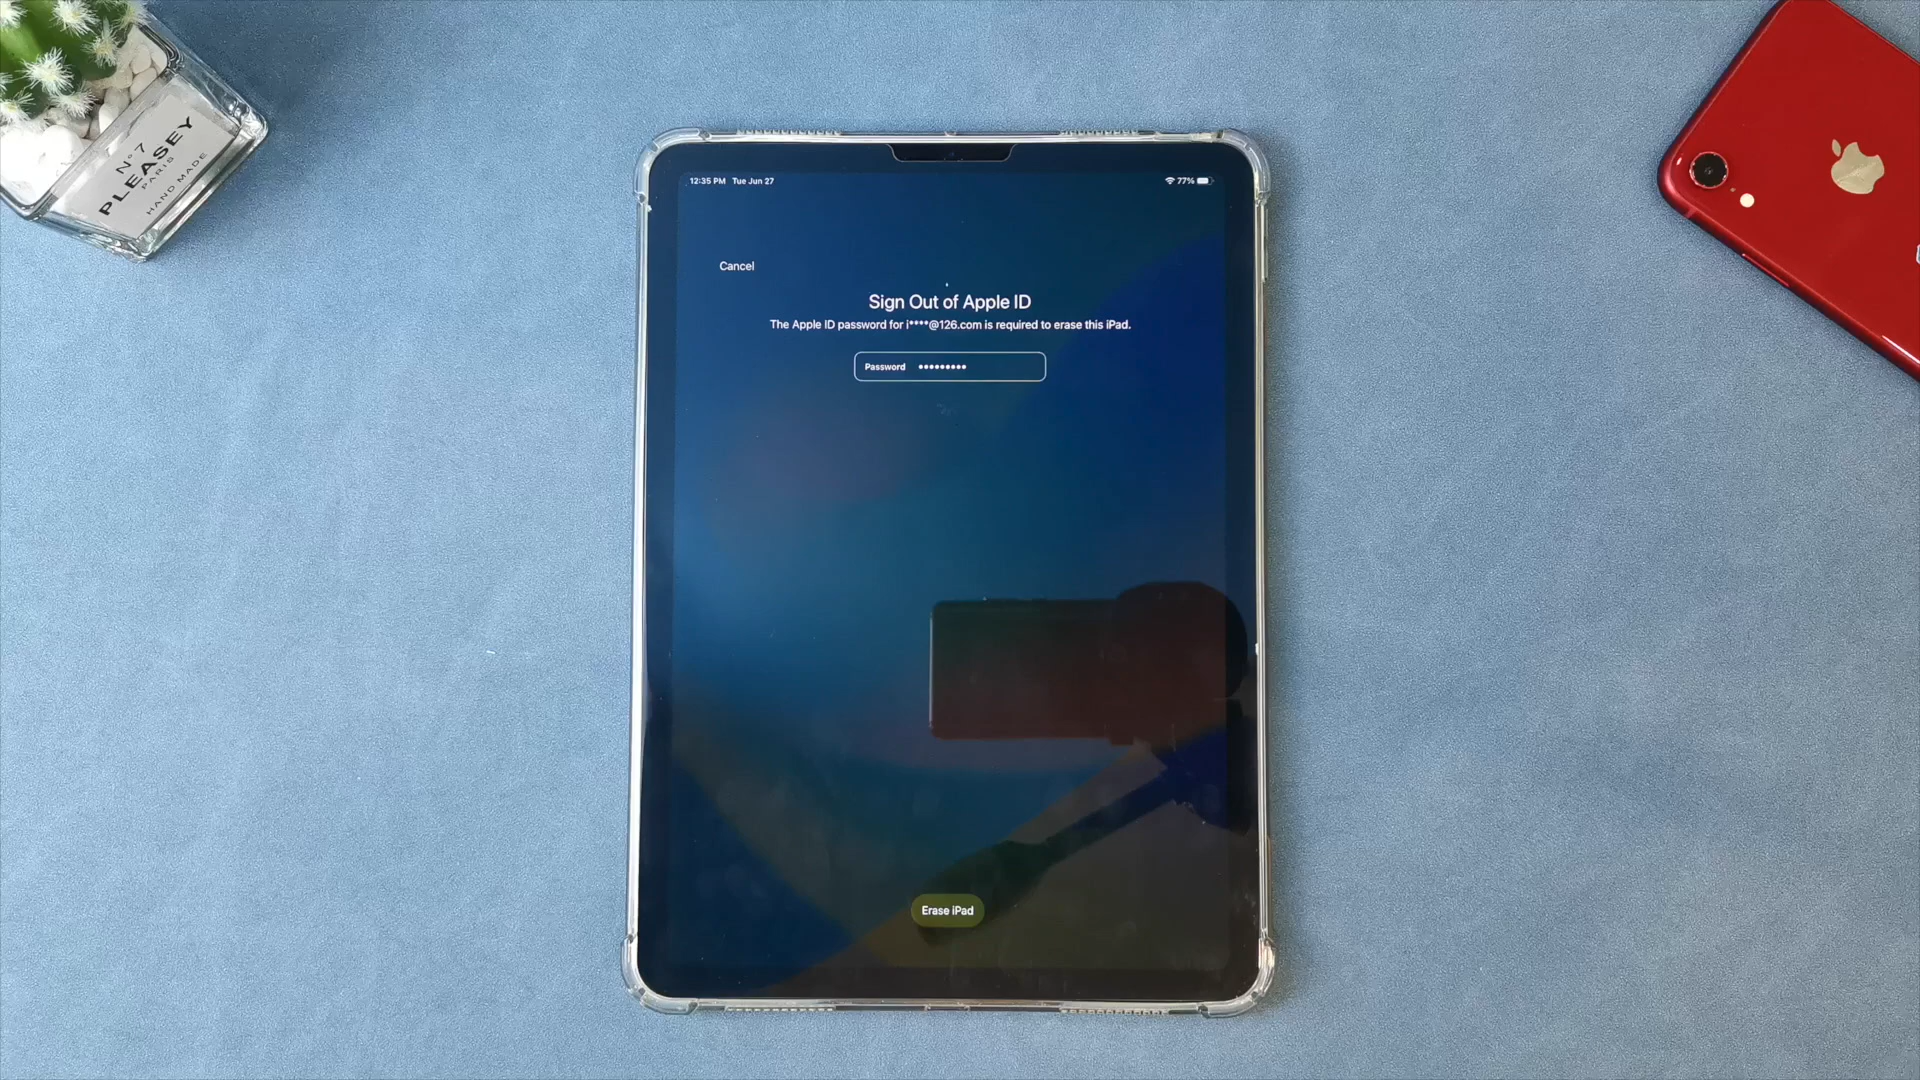 N°7
PLEASEY
PARIS
HAND MADE
12:35 PM Tue Jun 27
77%
Cancel
Sign Out of Apple ID
The Apple ID password for i****@126.com is required to erase this iPad.
Password •••••••••
Erase iPad